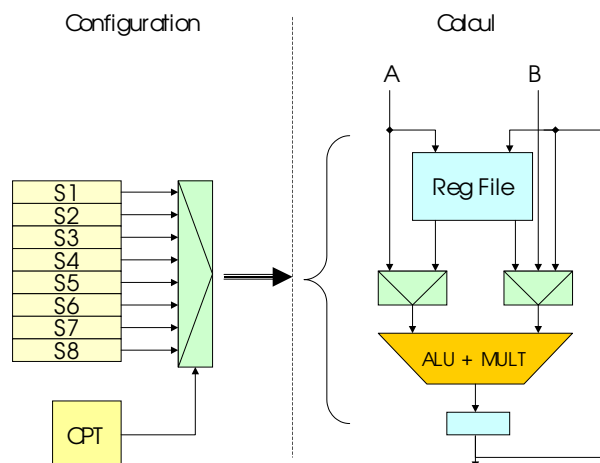 Configuration
Calcul
A
B
Reg File
S1
S2
S3
S4
S5
S6
S7
S8
ALU + MULT
CPT